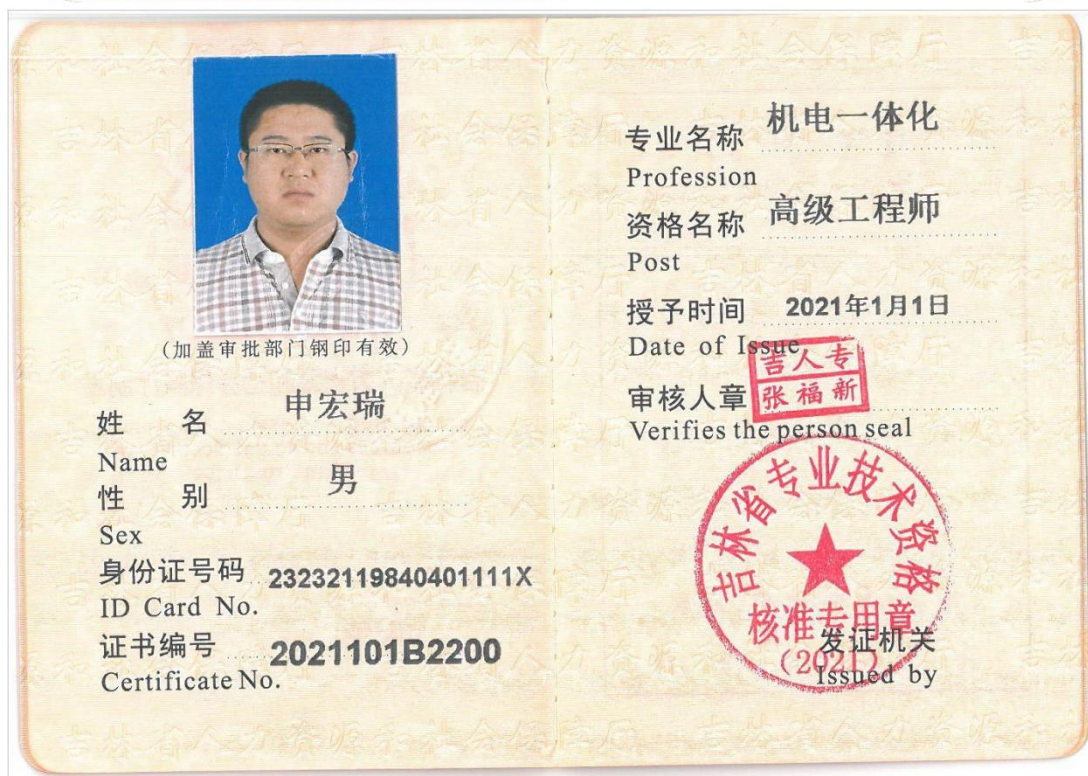 (加盖审批部门钢印有效)
姓 名 申宏瑞
Name
性 别 男
Sex
身份证号码 23232119840401111X
ID Card No.
证书编号 2021101B2200
Certificate No.
专业名称 机电一体化
Profession
资格名称 高级工程师
Post
授予时间 2021年1月1日
Date of Issue
吉人专
审核人章 张福新
Verifies the person seal
吉林省专业技术资格
核准专用章
(2021)
发证机关
Issued by